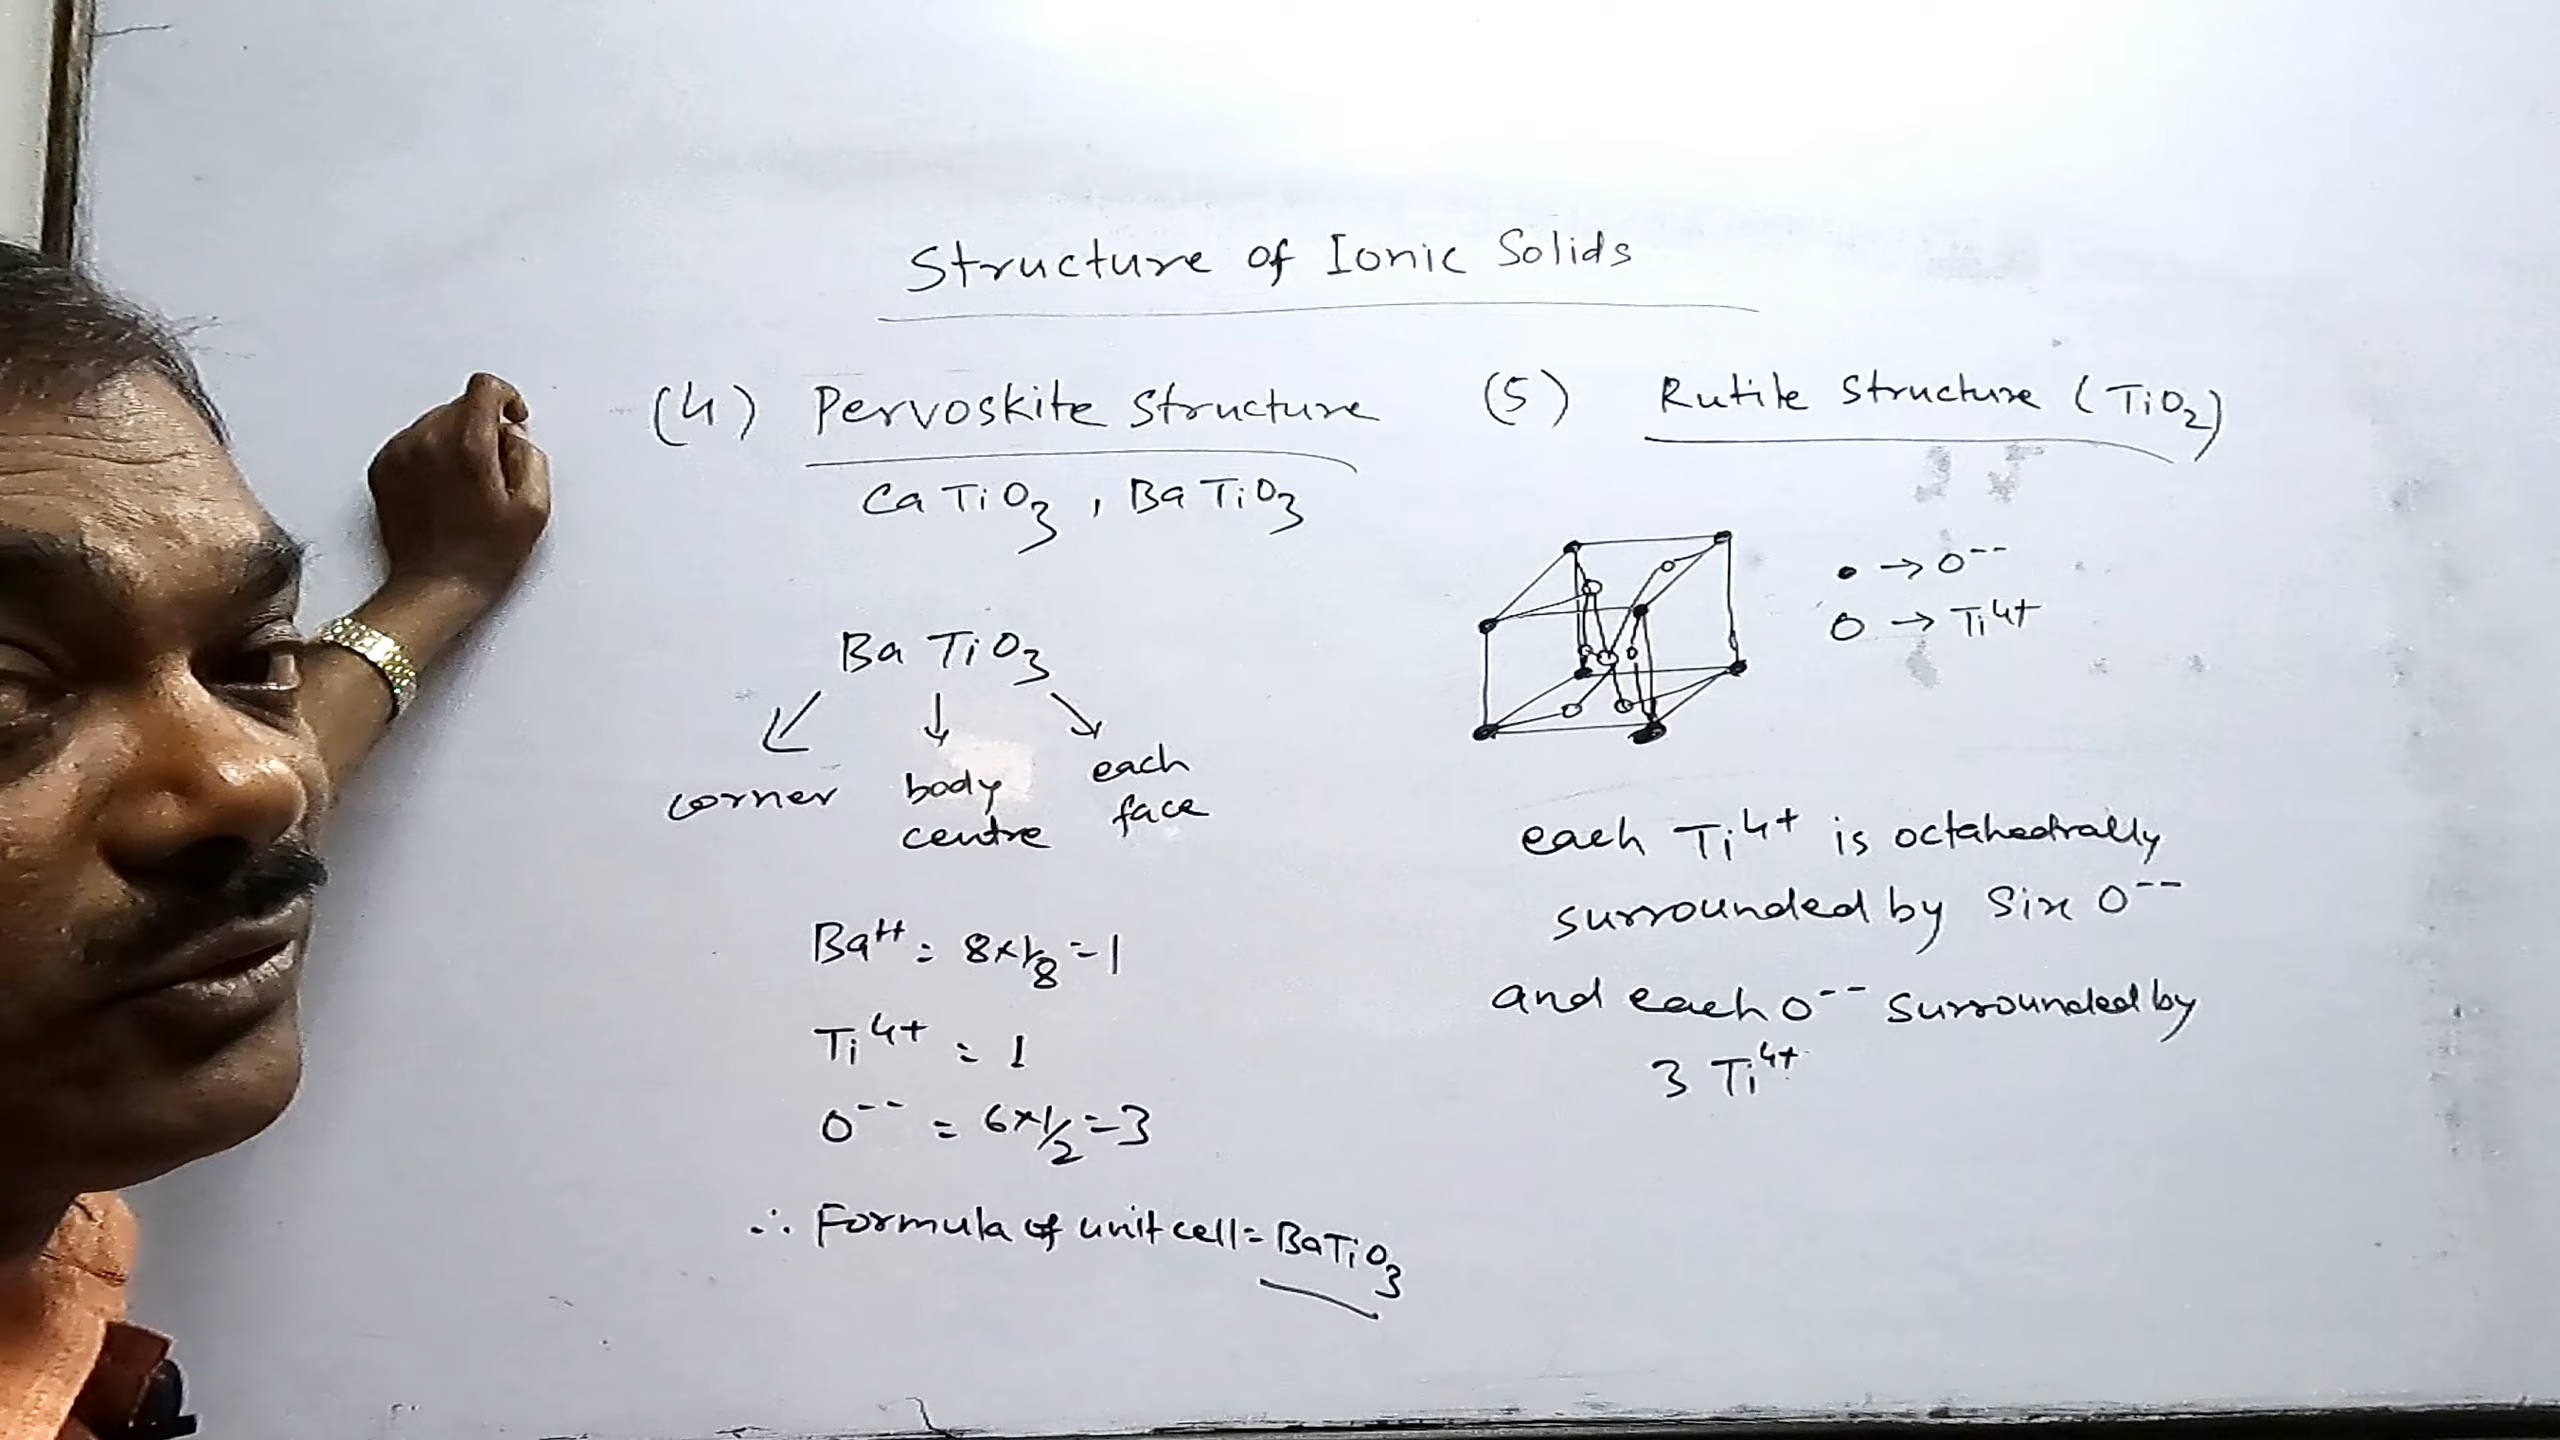 Structure of Ionic Solids
(4) Pervoskite Structure
CaTiO3, BaTiO3
BaTiO3
corner
body
centre
each
face
Ba++ = 8×1/8=1
Ti4+ = 1
O-- = 6×1/2=3
∴ Formula of unit cell = BaTiO3
(5) Rutile Structure (TiO2)
• → O--
O → Ti4+
each Ti4+ is octahedrally
surrounded by Six O--
and each O-- surrounded by
3 Ti4+